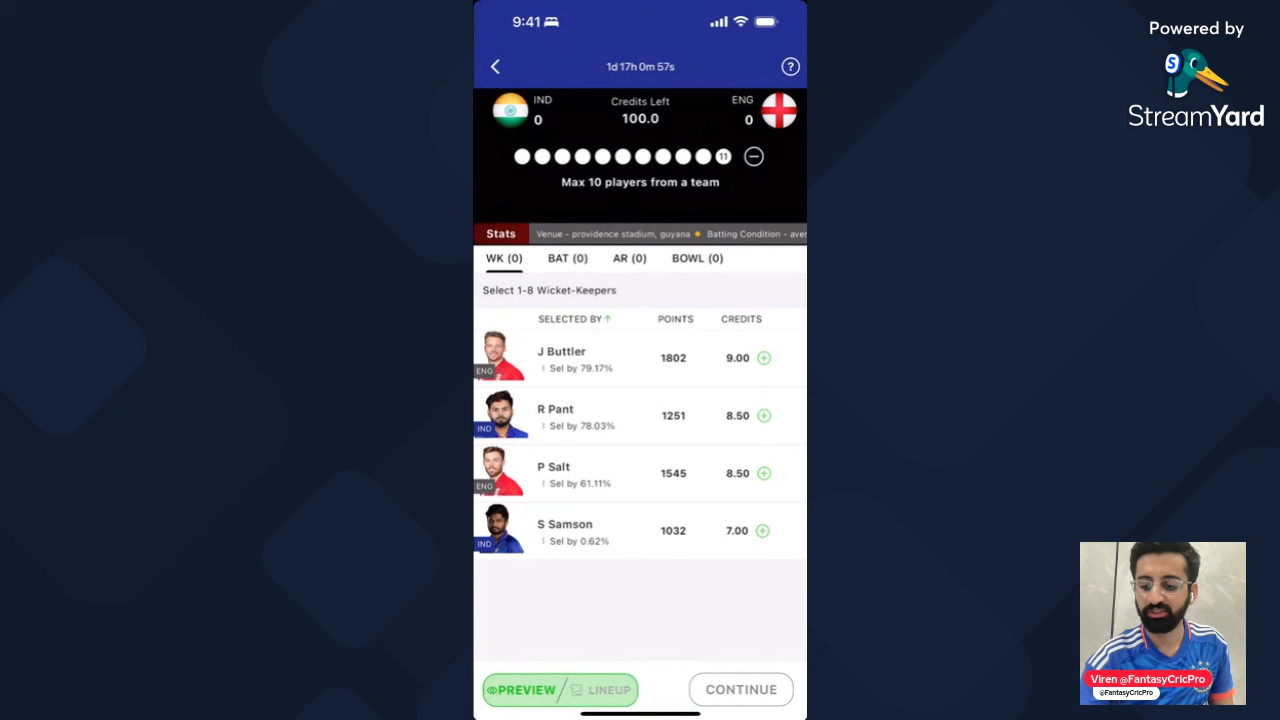 Powered by
StreamYard
9:41
1d 17h 0m 57s
?
IND
0
Credits Left
100.0
ENG
0
11
Max 10 players from a team
Stats
Venue - providence stadium, guyana
Batting Condition -
WK (0) BAT (0) AR (0) BOWL (0)
Select 1-8 Wicket-Keepers
SELECTED BY POINTS CREDITS
J Buttler
Sel by 79.17%
1802 9.00
ENG
R Pant
Sel by 78.03%
1251 8.50
IND
P Salt
Sel by 61.11%
1545 8.50
ENG
S Samson
Sel by 0.62%
1032 7.00
IND
PREVIEW
LINEUP
CONTINUE
Viren @FantasyCricPro
@FantasyCricPro